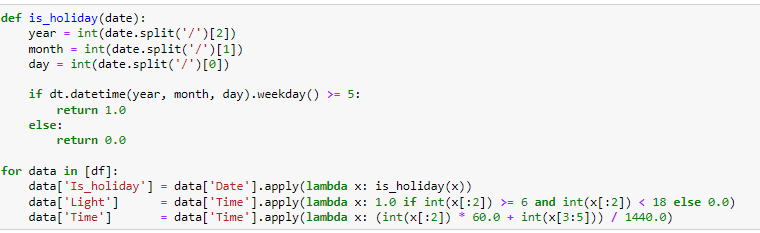 def is_holiday(date):
    year = int(date.split('/')[2])
    month = int(date.split('/')[1])
    day = int(date.split('/')[0])

    if dt.datetime(year, month, day).weekday() >= 5:
        return 1.0
    else:
        return 0.0

for data in [df]:
    data['Is_holiday'] = data['Date'].apply(lambda x: is_holiday(x))
    data['Light']      = data['Time'].apply(lambda x: 1.0 if int(x[:2]) >= 6 and int(x[:2]) < 18 else 0.0)
    data['Time']       = data['Time'].apply(lambda x: (int(x[:2]) * 60.0 + int(x[3:5])) / 1440.0)